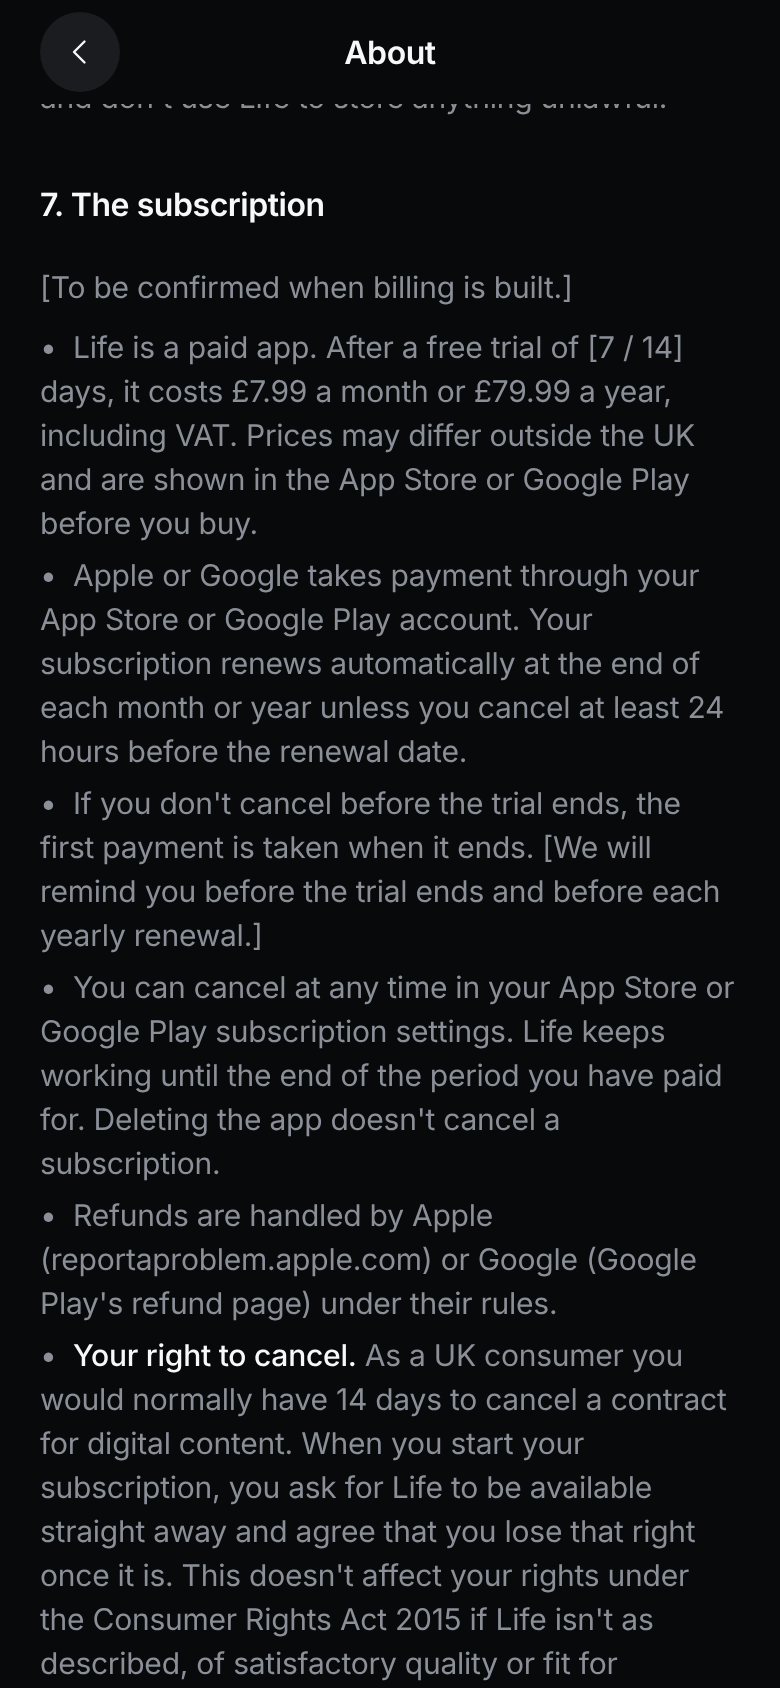 About
and don't use Life to store anything unlawful.
7. The subscription
[To be confirmed when billing is built.]
• Life is a paid app. After a free trial of [7 / 14]
days, it costs £7.99 a month or £79.99 a year,
including VAT. Prices may differ outside the UK
and are shown in the App Store or Google Play
before you buy.
• Apple or Google takes payment through your
App Store or Google Play account. Your
subscription renews automatically at the end of
each month or year unless you cancel at least 24
hours before the renewal date.
• If you don't cancel before the trial ends, the
first payment is taken when it ends. [We will
remind you before the trial ends and before each
yearly renewal.]
• You can cancel at any time in your App Store or
Google Play subscription settings. Life keeps
working until the end of the period you have paid
for. Deleting the app doesn't cancel a
subscription.
• Refunds are handled by Apple
(reportaproblem.apple.com) or Google (Google
Play's refund page) under their rules.
• Your right to cancel. As a UK consumer you
would normally have 14 days to cancel a contract
for digital content. When you start your
subscription, you ask for Life to be available
straight away and agree that you lose that right
once it is. This doesn't affect your rights under
the Consumer Rights Act 2015 if Life isn't as
described, of satisfactory quality or fit for